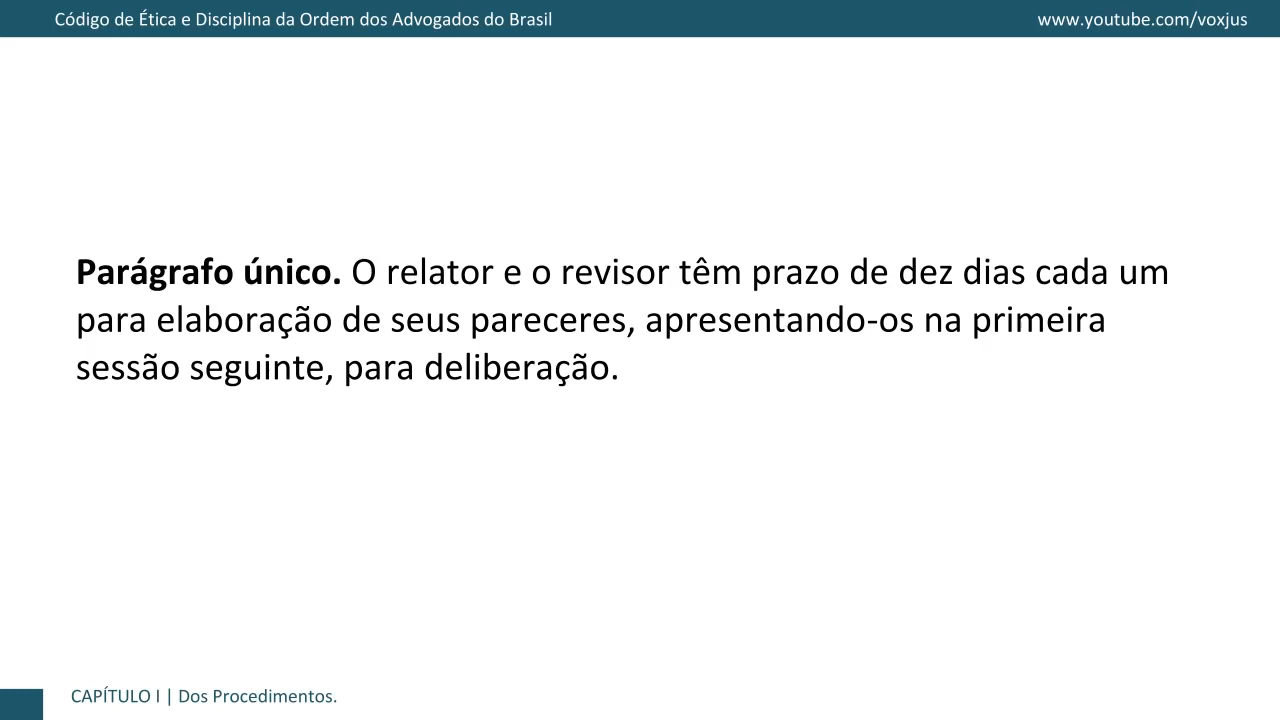 Código de Ética e Disciplina da Ordem dos Advogados do Brasil
www.youtube.com/voxjus
Parágrafo único. O relator e o revisor têm prazo de dez dias cada um
para elaboração de seus pareceres, apresentando-os na primeira
sessão seguinte, para deliberação.
CAPÍTULO I | Dos Procedimentos.